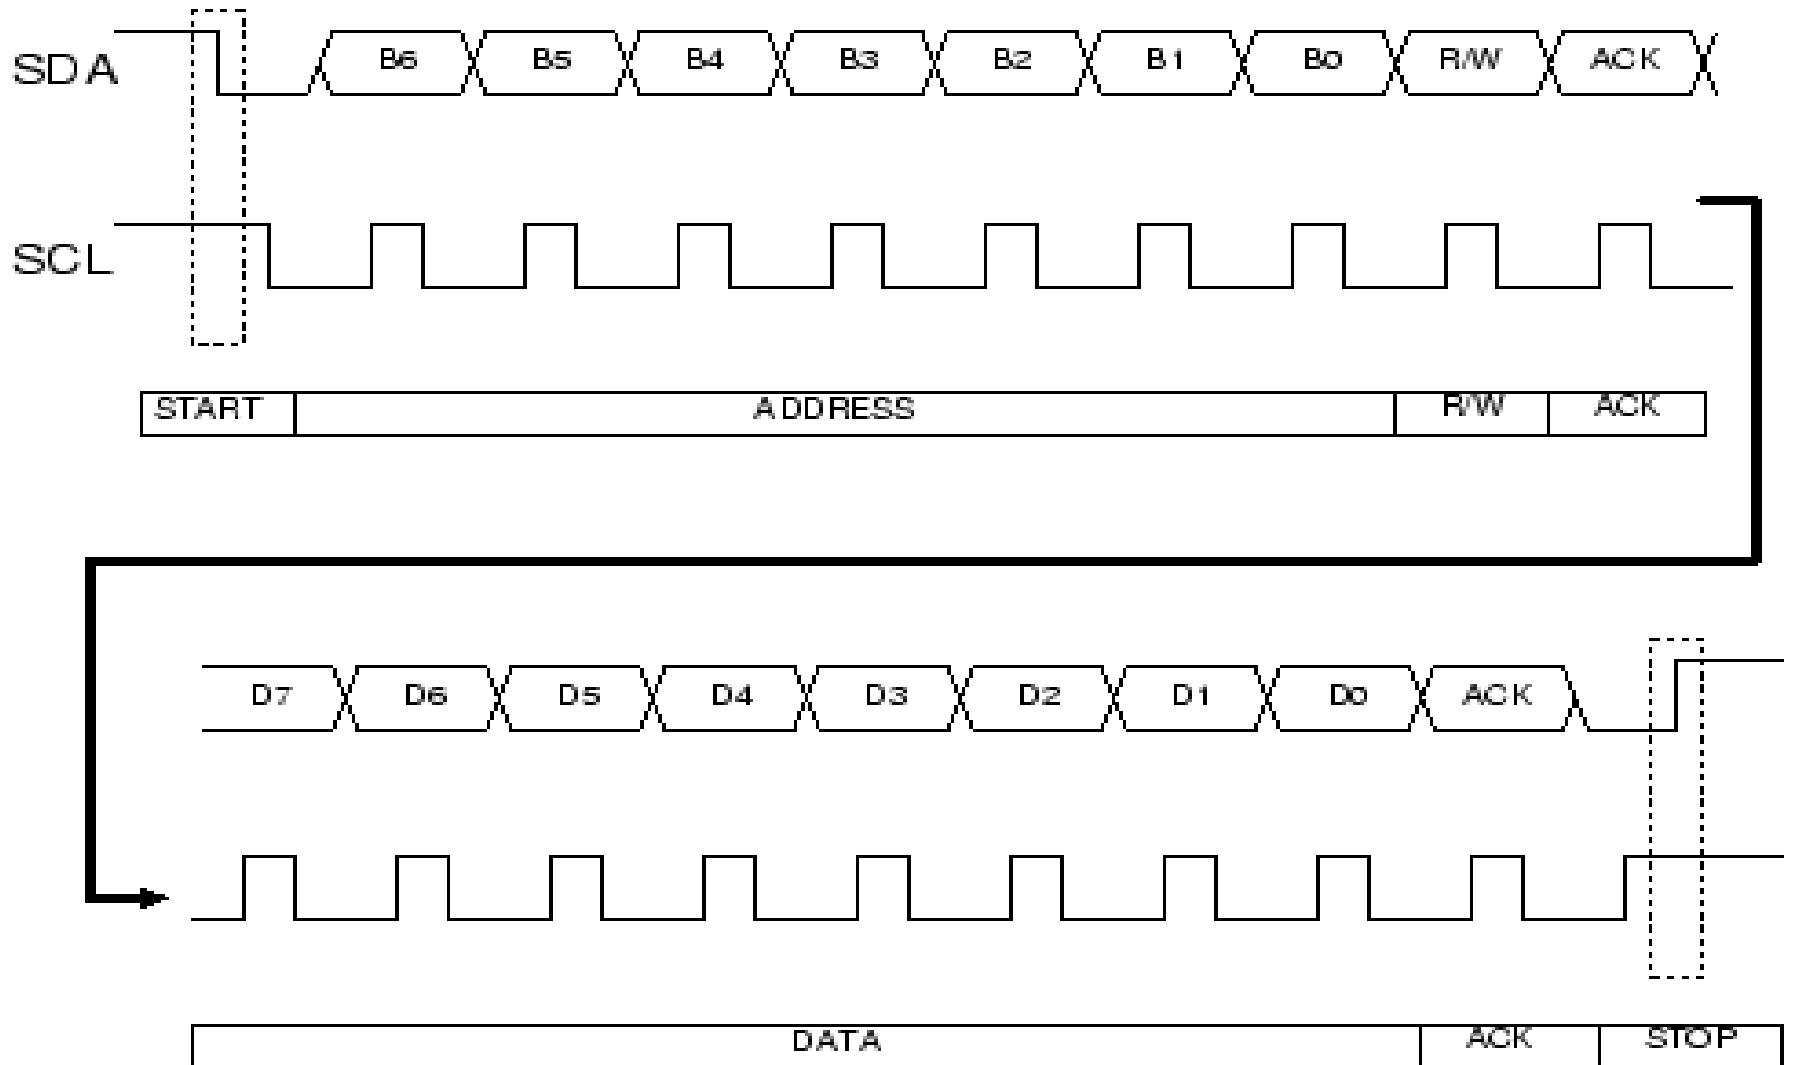 SDA B6 B5 B4 B3 B2 B1 B0 R/W ACK
SCL
START ADDRESS R/W ACK
D7 D6 D5 D4 D3 D2 D1 D0 ACK
DATA ACK STOP